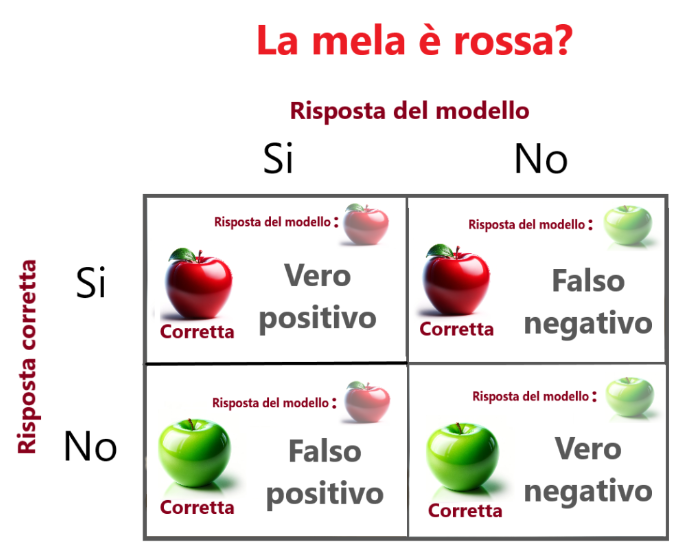 La mela è rossa?
Risposta del modello
Si
No
Risposta corretta
Si
Risposta del modello :
Vero
positivo
Corretta
Risposta del modello :
Falso
negativo
Corretta
No
Risposta del modello :
Falso
positivo
Corretta
Risposta del modello :
Vero
negativo
Corretta